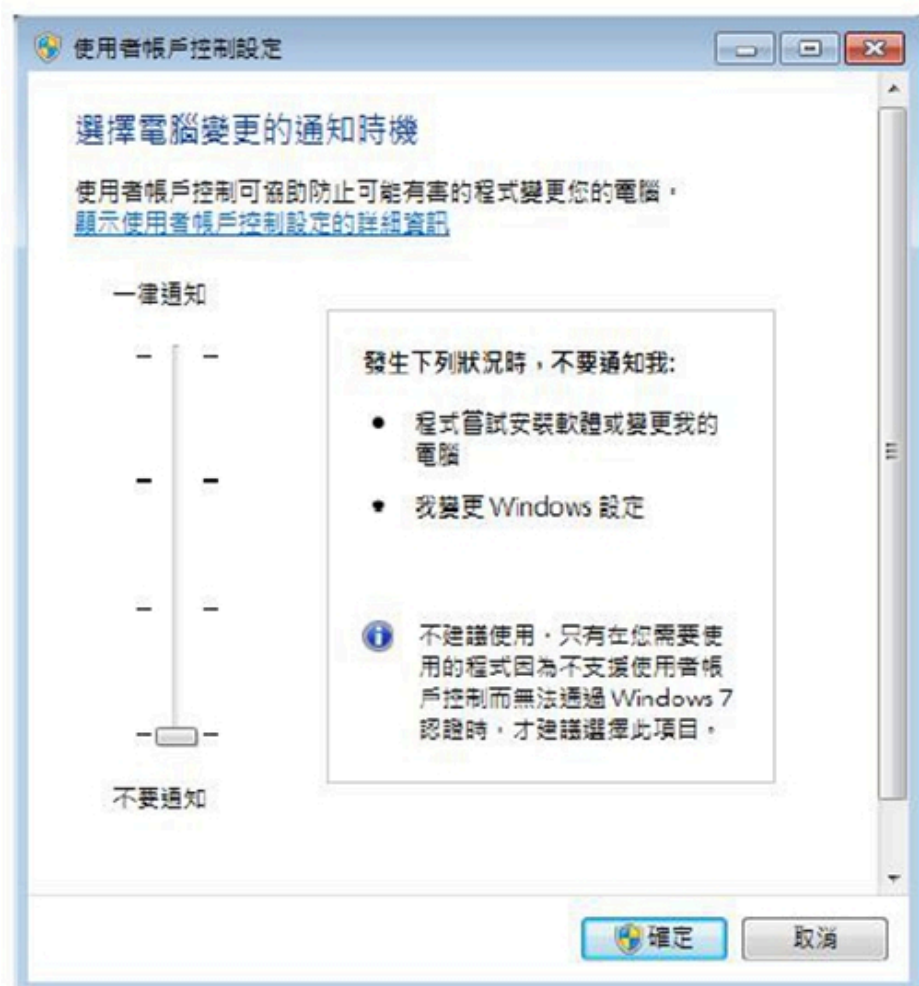 使用者帳戶控制設定
選擇電腦變更的通知時機
使用者帳戶控制可協助防止可能有害的程式變更您的電腦。
顯示使用者帳戶控制設定的詳細資訊
一律通知
發生下列狀況時，不要通知我:
• 程式嘗試安裝軟體或變更我的
電腦
• 我變更 Windows 設定
不建議使用。只有在您需要使
用的程式因為不支援使用者帳
戶控制而無法通過 Windows 7
認證時，才建議選擇此項目。
不要通知
確定
取消